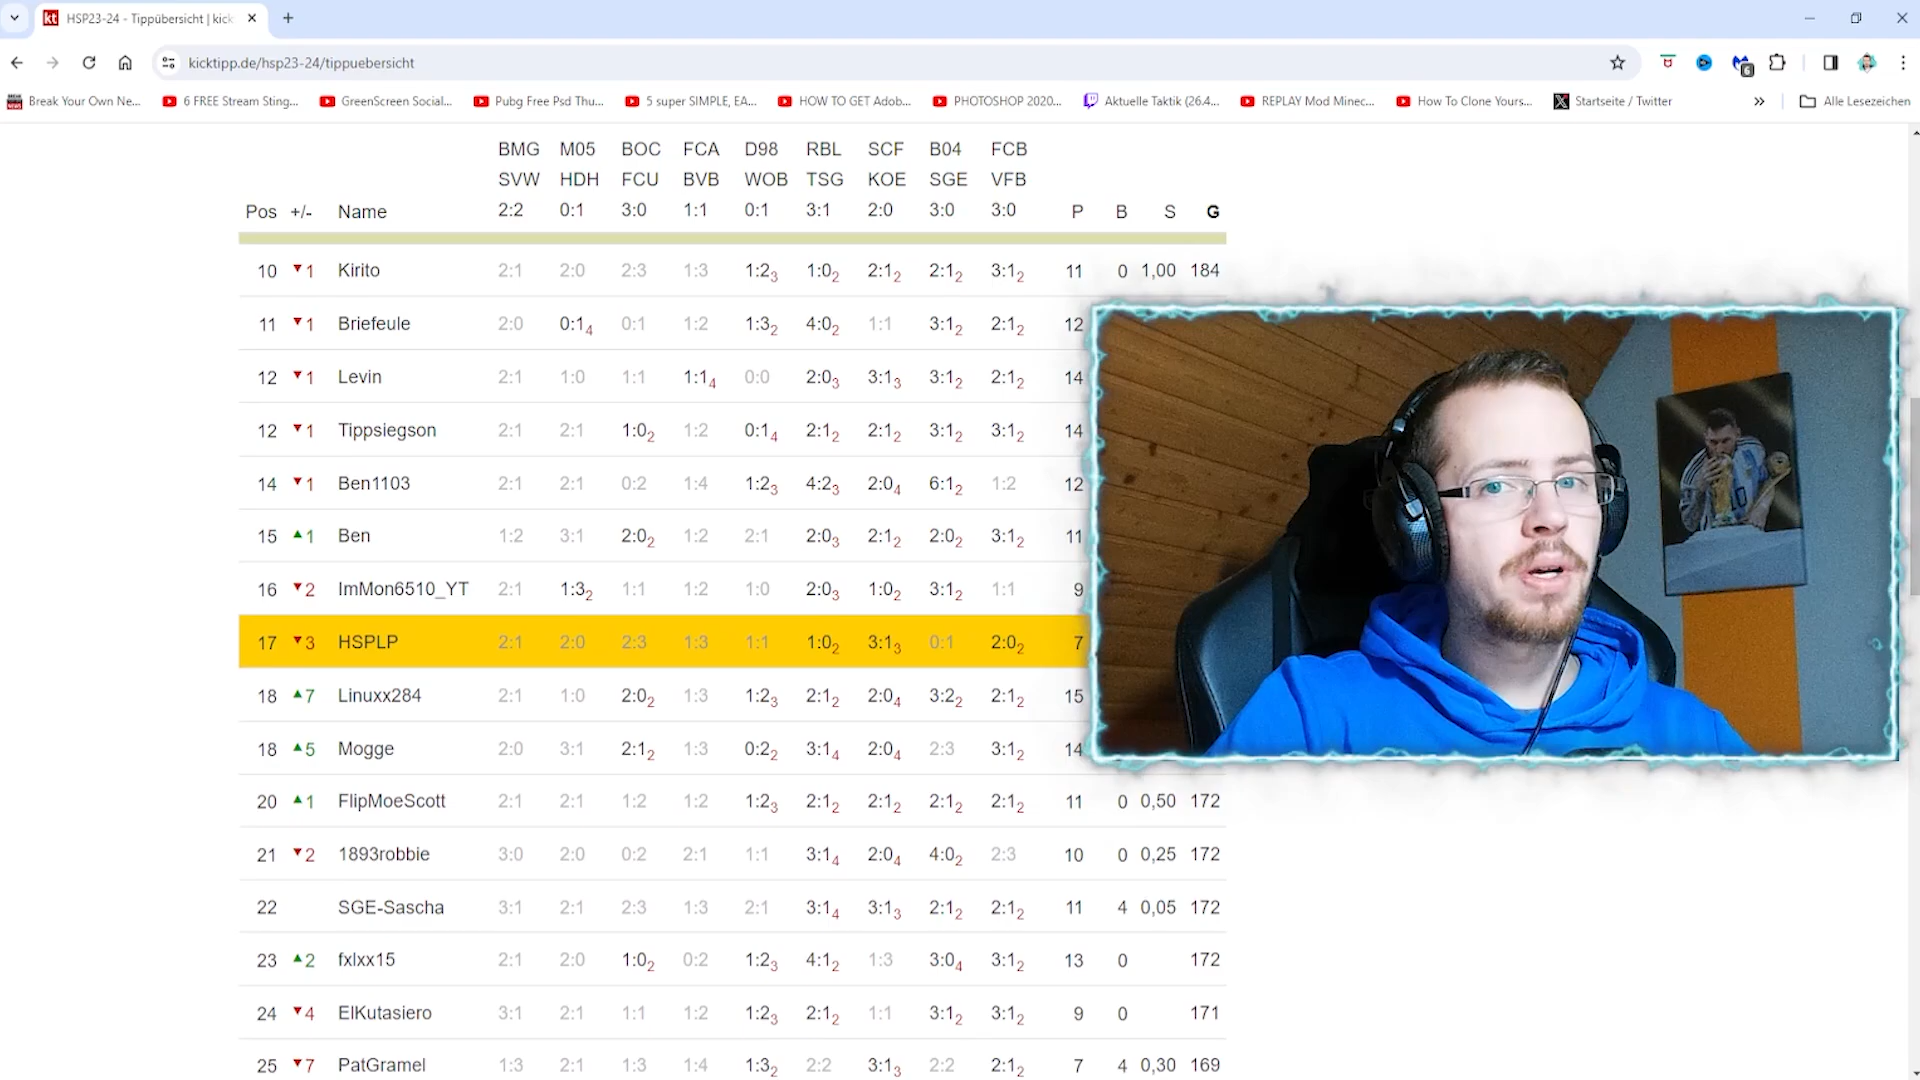 HSP23-24 - Tippübersicht | kick
kicktipp.de/hsp23-24/tippuebersicht
Break Your Own Ne... 6 FREE Stream Sting... GreenScreen Social... Pubg Free Psd Thu... 5 super SIMPLE, EA... HOW TO GET Adob... PHOTOSHOP 2020... Aktuelle Taktik (26.4... REPLAY Mod Minec... How To Clone Yours... Startseite / Twitter Alle Lesezeichen
BMG M05 BOC FCA D98 RBL SCF B04 FCB
SVW HDH FCU BVB WOB TSG KOE SGE VFB
Pos +/- Name 2:2 0:1 3:0 1:1 0:1 3:1 2:0 3:0 3:0 P B S G
10 ▼1 Kirito 2:1 2:0 2:3 1:3 1:2₃ 1:0₂ 2:1₂ 2:1₂ 3:1₂ 11 0 1,00 184
11 ▼1 Briefeule 2:0 0:1₄ 0:1 1:2 1:3₂ 4:0₂ 1:1 3:1₂ 2:1₂ 12
12 ▼1 Levin 2:1 1:0 1:1 1:1₄ 0:0 2:0₃ 3:1₃ 3:1₂ 2:1₂ 14
12 ▼1 Tippsiegson 2:1 2:1 1:0₂ 1:2 0:1₄ 2:1₂ 2:1₂ 3:1₂ 3:1₂ 14
14 ▼1 Ben1103 2:1 2:1 0:2 1:4 1:2₃ 4:2₃ 2:0₄ 6:1₂ 1:2 12
15 ▲1 Ben 1:2 3:1 2:0₂ 1:2 2:1 2:0₃ 2:1₂ 2:0₂ 3:1₂ 11
16 ▼2 ImMon6510_YT 2:1 1:3₂ 1:1 1:2 1:0 2:0₃ 1:0₂ 3:1₂ 1:1 9
17 ▼3 HSPLP 2:1 2:0 2:3 1:3 1:1 1:0₂ 3:1₃ 0:1 2:0₂ 7
18 ▲7 Linuxx284 2:1 1:0 2:0₂ 1:3 1:2₃ 2:1₂ 2:0₄ 3:2₂ 2:1₂ 15
18 ▲5 Mogge 2:0 3:1 2:1₂ 1:3 0:2₂ 3:1₄ 2:0₄ 2:3 3:1₂ 14
20 ▲1 FlipMoeScott 2:1 2:1 1:2 1:2 1:2₃ 2:1₂ 2:1₂ 2:1₂ 2:1₂ 11 0 0,50 172
21 ▼2 1893robbie 3:0 2:0 0:2 2:1 1:1 3:1₄ 2:0₄ 4:0₂ 2:3 10 0 0,25 172
22 SGE-Sascha 3:1 2:1 2:3 1:3 2:1 3:1₄ 3:1₃ 2:1₂ 2:1₂ 11 4 0,05 172
23 ▲2 fxlxx15 2:1 2:0 1:0₂ 0:2 1:2₃ 4:1₂ 1:3 3:0₄ 3:1₂ 13 0 172
24 ▼4 ElKutasiero 3:1 2:1 1:1 1:2 1:2₃ 2:1₂ 1:1 3:1₂ 3:1₂ 9 0 171
25 ▼7 PatGramel 1:3 2:1 1:3 1:4 1:3₂ 2:2 3:1₃ 2:2 2:1₂ 7 4 0,30 169